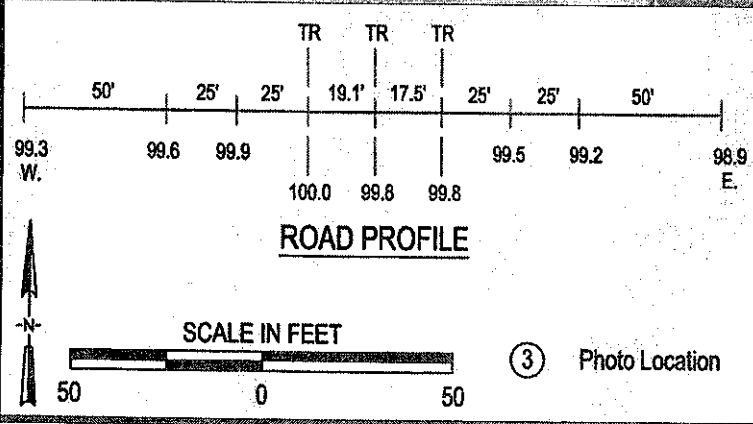 TR TR TR
50' 25' 25' 19.1' 17.5' 25' 25' 50'
99.3 99.6 99.9 99.5 99.2 98.9
W. E.
100.0 99.8 99.8
ROAD PROFILE
-N-
SCALE IN FEET
50 0 50
3 Photo Location